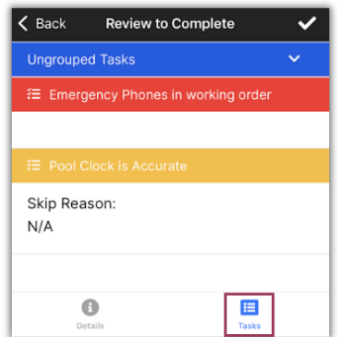 Back Review to Complete
Ungrouped Tasks
Emergency Phones in working order
Pool Clock is Accurate
Skip Reason:
N/A
Details Tasks